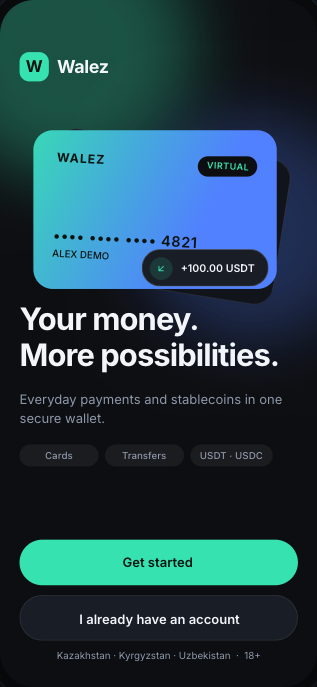 W Walez
WALEZ
VIRTUAL
•••• •••• •••• 4821
ALEX DEMO
+100.00 USDT
Your money.
More possibilities.
Everyday payments and stablecoins in one
secure wallet.
Cards
Transfers
USDT · USDC
Get started
I already have an account
Kazakhstan · Kyrgyzstan · Uzbekistan · 18+